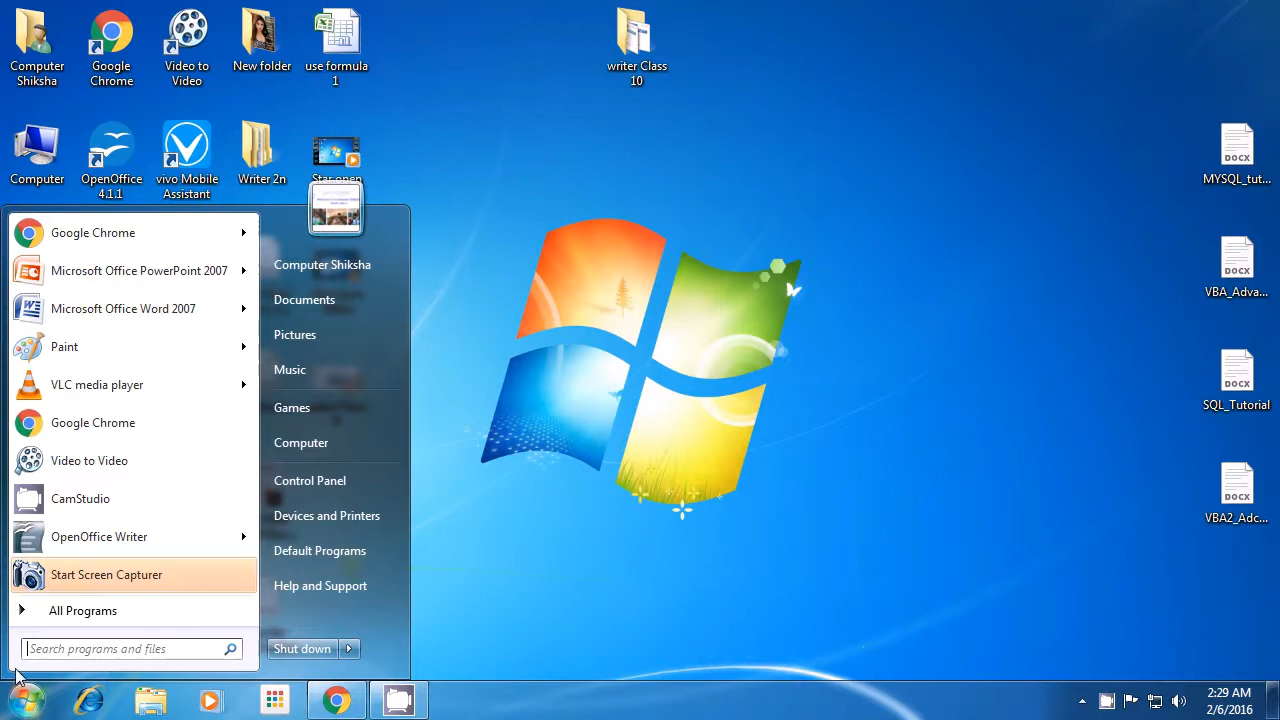 Computer
Shiksha
Google
Chrome
Video to
Video
New folder
use formula
1
writer Class
10
Computer
OpenOffice
4.1.1
vivo Mobile
Assistant
Writer 2n
DOCX
MYSQL_tut...
DOCX
VBA_Adva...
DOCX
SQL_Tutorial
DOCX
VBA2_Adc...
Google Chrome
Microsoft Office PowerPoint 2007
Microsoft Office Word 2007
Paint
VLC media player
Google Chrome
Video to Video
CamStudio
OpenOffice Writer
Start Screen Capturer
All Programs
Search programs and files
Computer Shiksha
Documents
Pictures
Music
Games
Computer
Control Panel
Devices and Printers
Default Programs
Help and Support
Shut down
2:29 AM
2/6/2016